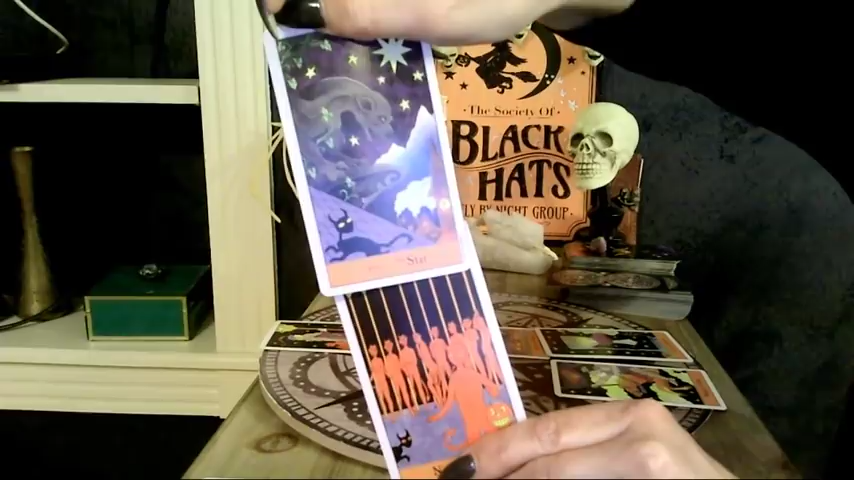 The Society Of
BLACK
HATS
LY BY NIGHT GROUP
Star